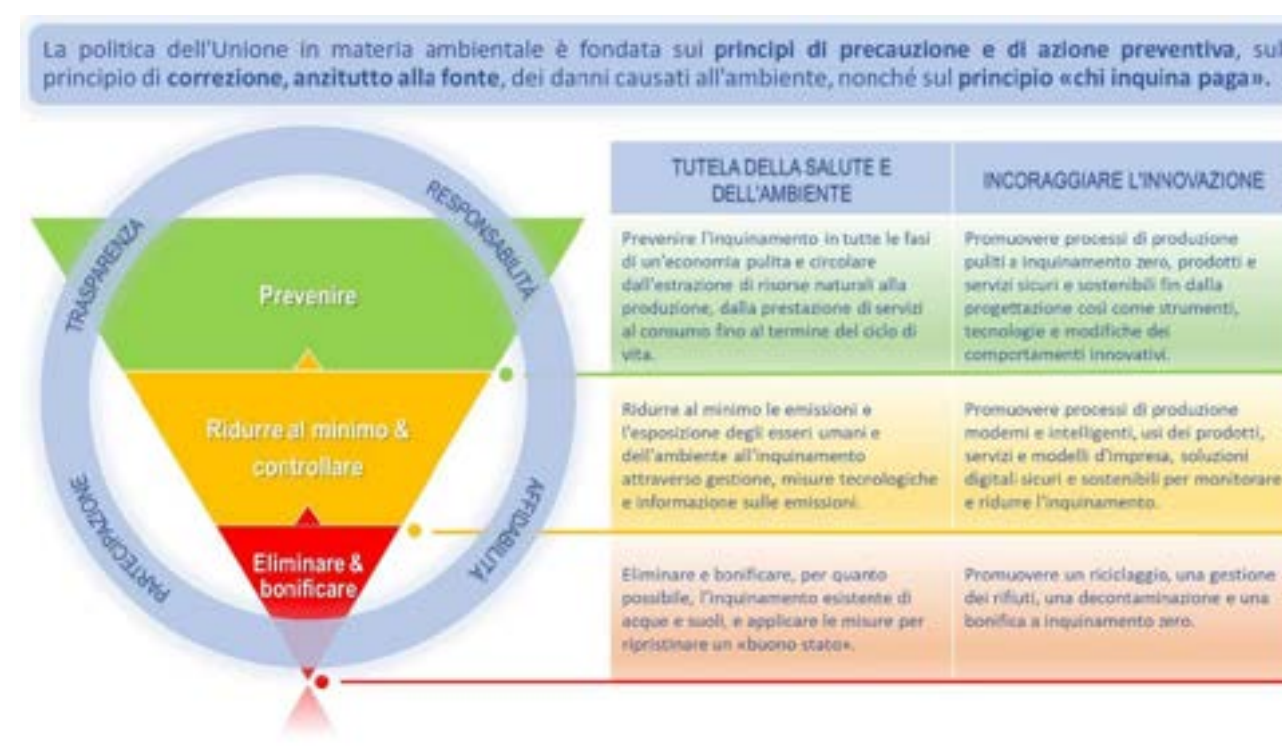 La politica dell'Unione in materia ambientale è fondata sui principi di precauzione e di azione preventiva, sul
principio di correzione, anzitutto alla fonte, dei danni causati all'ambiente, nonché sul principio «chi inquina paga».
TRASPARENZA
RESPONSABILITÀ
PARTECIPAZIONE
AFFIDABILITÀ
Prevenire
Ridurre al minimo &
controllare
Eliminare &
bonificare
TUTELA DELLA SALUTE E
DELL'AMBIENTE
INCORAGGIARE L'INNOVAZIONE
Prevenire l'inquinamento in tutte le fasi
di un'economia pulita e circolare
dall'estrazione di risorse naturali alla
produzione, dalla prestazione di servizi
al consumo fino al termine del ciclo di
vita.
Promuovere processi di produzione
puliti a inquinamento zero, prodotti e
servizi sicuri e sostenibili fin dalla
progettazione così come strumenti,
tecnologie e modifiche dei
comportamenti innovativi.
Ridurre al minimo le emissioni e
l'esposizione degli esseri umani e
dell'ambiente all'inquinamento
attraverso gestione, misure tecnologiche
e informazione sulle emissioni.
Promuovere processi di produzione
moderni e intelligenti, usi dei prodotti,
servizi e modelli d'impresa, soluzioni
digitali sicuri e sostenibili per monitorare
e ridurre l'inquinamento.
Eliminare e bonificare, per quanto
possibile, l'inquinamento esistente di
acque e suoli, e applicare le misure per
ripristinare un «buono stato».
Promuovere un riciclaggio, una gestione
dei rifiuti, una decontaminazione e una
bonifica a inquinamento zero.